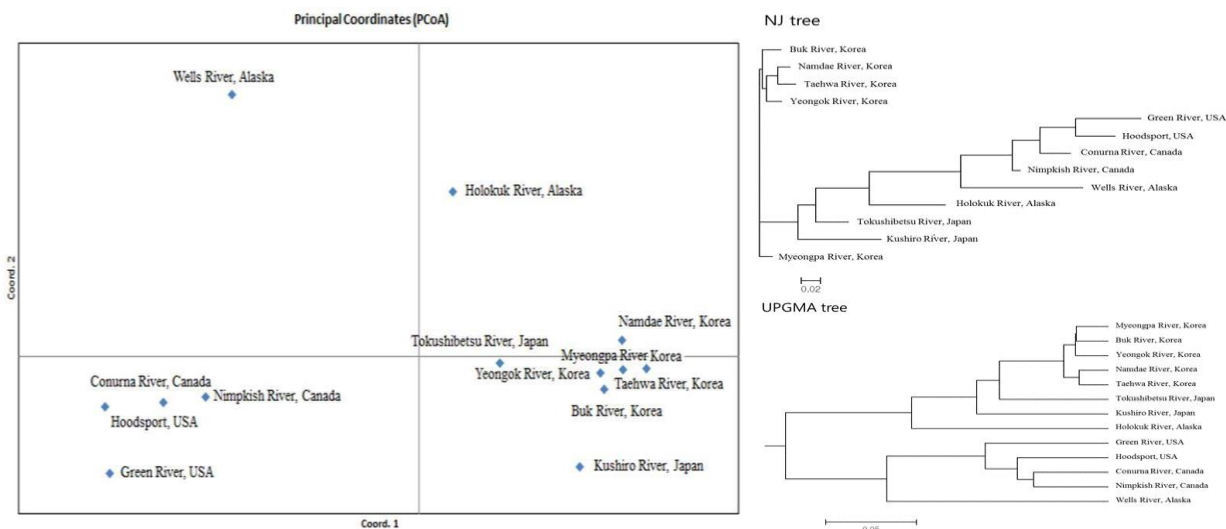 Principal Coordinates (PCoA)
Wells River, Alaska
Holokuk River, Alaska
Namdae River, Korea
Tokushibetsu River, Japan
Myeongpa River Korea
Yeongok River, Korea
Taehwa River, Korea
Conurna River, Canada
Nimpkish River, Canada
Hoodsport, USA
Buk River, Korea
Green River, USA
Kushiro River, Japan
Coord. 2
Coord. 1
NJ tree
Buk River, Korea
Namdae River, Korea
Taehwa River, Korea
Yeongok River, Korea
Green River, USA
Hoodsport, USA
Conurna River, Canada
Nimpkish River, Canada
Wells River, Alaska
Holokuk River, Alaska
Tokushibetsu River, Japan
Kushiro River, Japan
Myeongpa River, Korea
0.02
UPGMA tree
Myeongpa River, Korea
Buk River, Korea
Yeongok River, Korea
Namdae River, Korea
Taehwa River, Korea
Tokushibetsu River, Japan
Kushiro River, Japan
Holokuk River, Alaska
Green River, USA
Hoodsport, USA
Conurna River, Canada
Nimpkish River, Canada
Wells River, Alaska